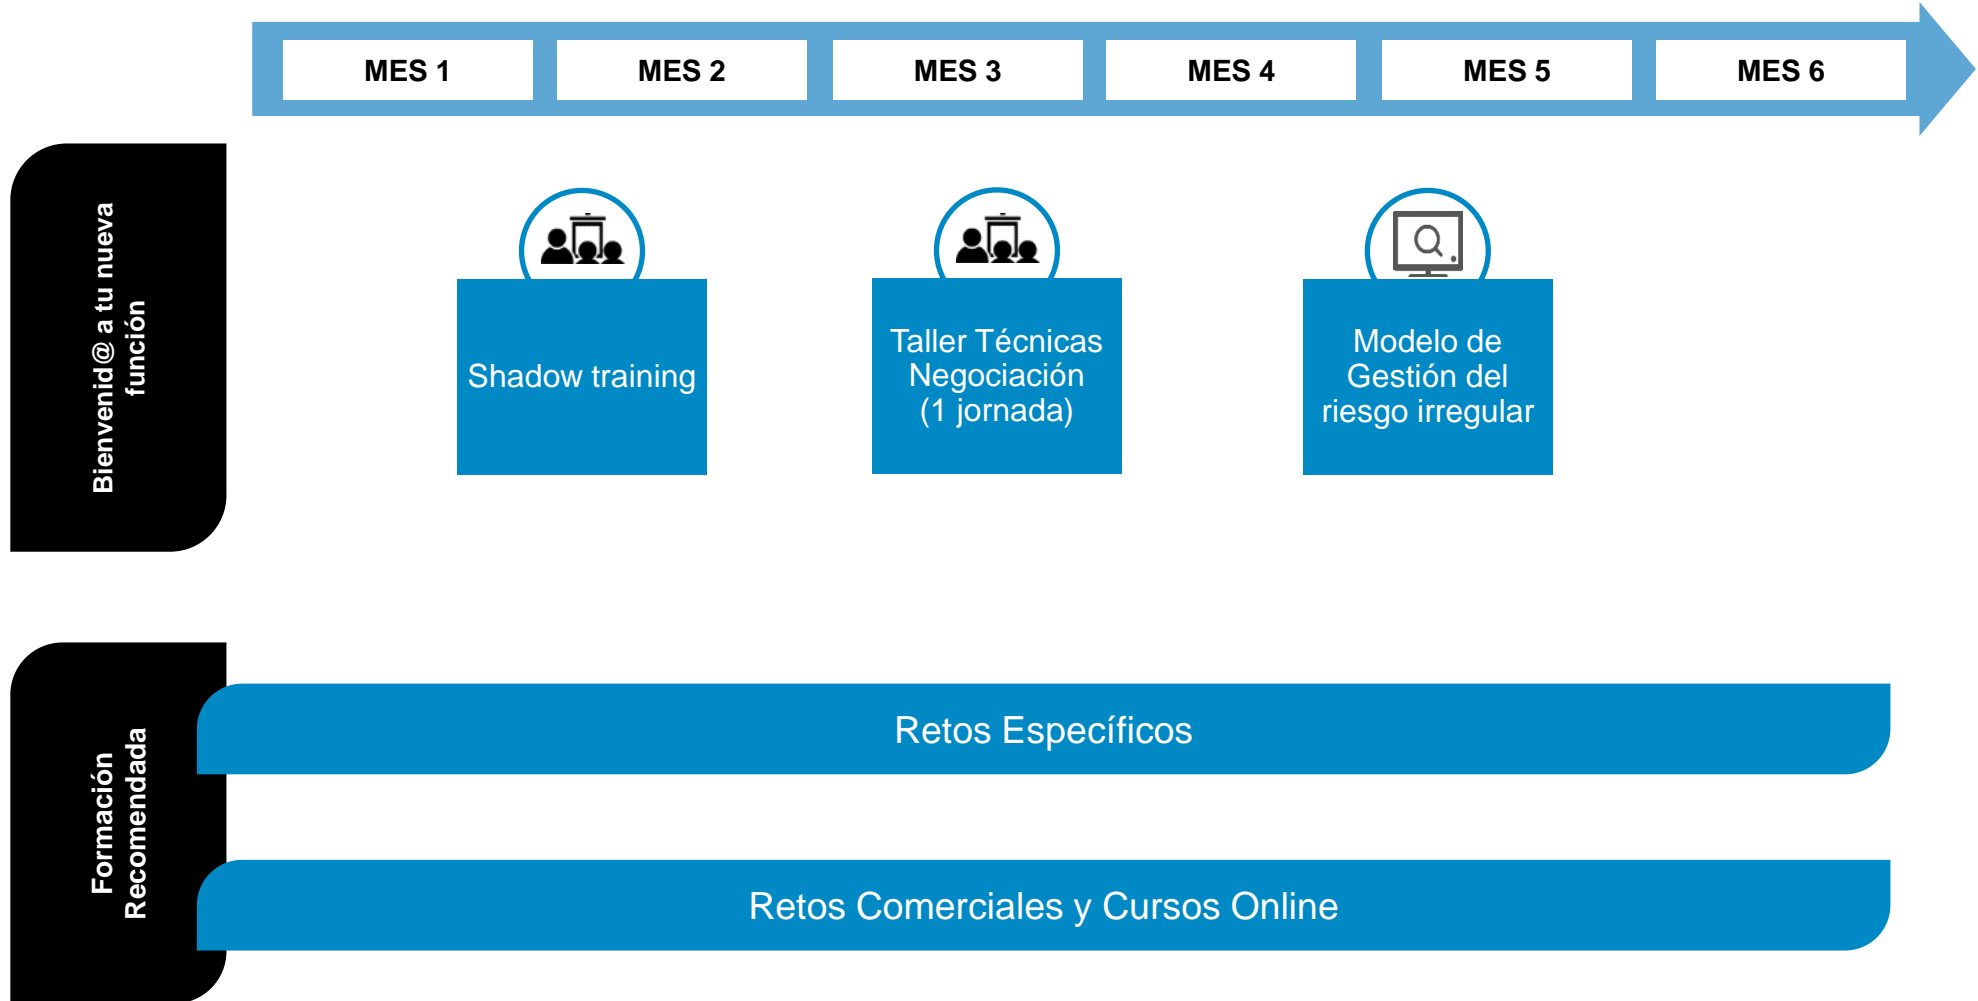 MES 1
MES 2
MES 3
MES 4
MES 5
MES 6
Bienvenid@ a tu nueva
función
Shadow training
Taller Técnicas
Negociación
(1 jornada)
Modelo de
Gestión del
riesgo irregular
Formación
Recomendada
Retos Específicos
Retos Comerciales y Cursos Online